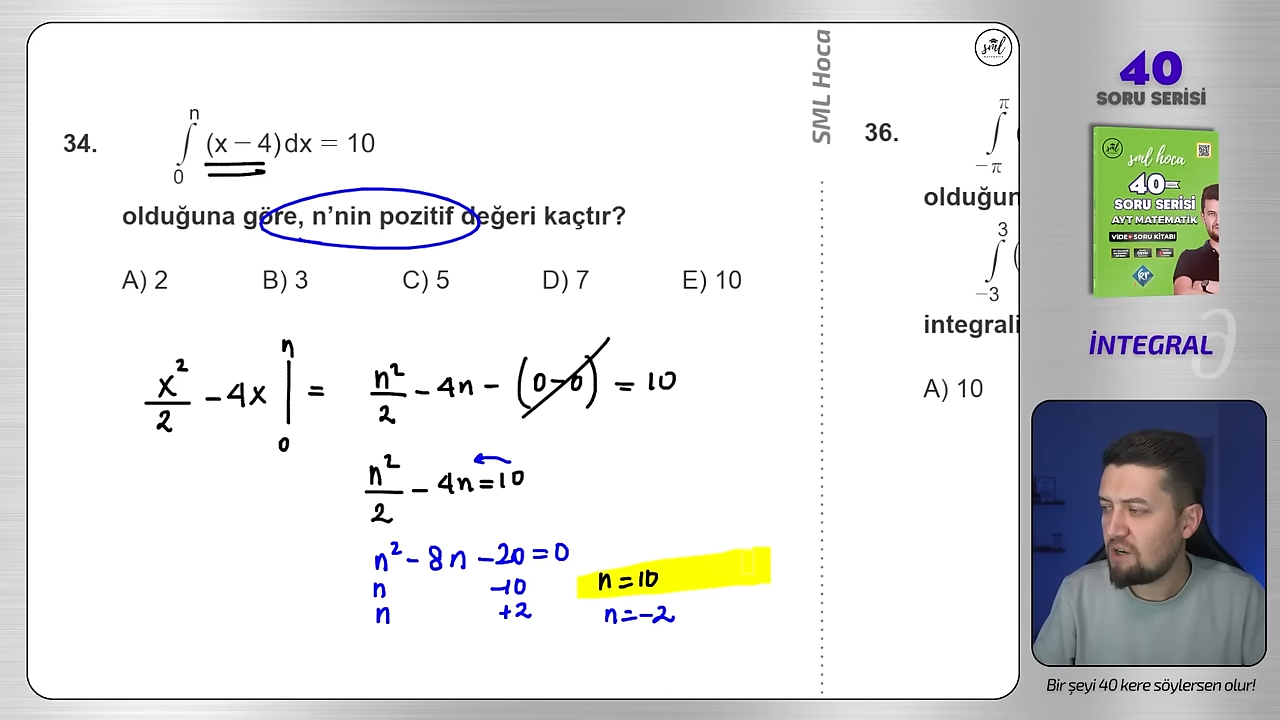 34.
n
∫ (x – 4)dx = 10
0
olduğuna göre, n’nin pozitif değeri kaçtır?
A) 2 B) 3 C) 5 D) 7 E) 10
x²/2 – 4x |₀ⁿ = n²/2 – 4n – (0–0) = 10
n²/2 – 4n = 10
n² – 8n – 20 = 0
n –10 n = 10
n +2 n = –2
SML Hoca
sml
36.
π
∫ (
–π
olduğun
3
∫ (
–3
integrali
A) 10
40
SORU SERİSİ
sml hoca
40
SORU SERİSİ
AYT MATEMATİK
VİDEO SORU KİTABI
İNTEGRAL
Bir şeyi 40 kere söylersen olur!